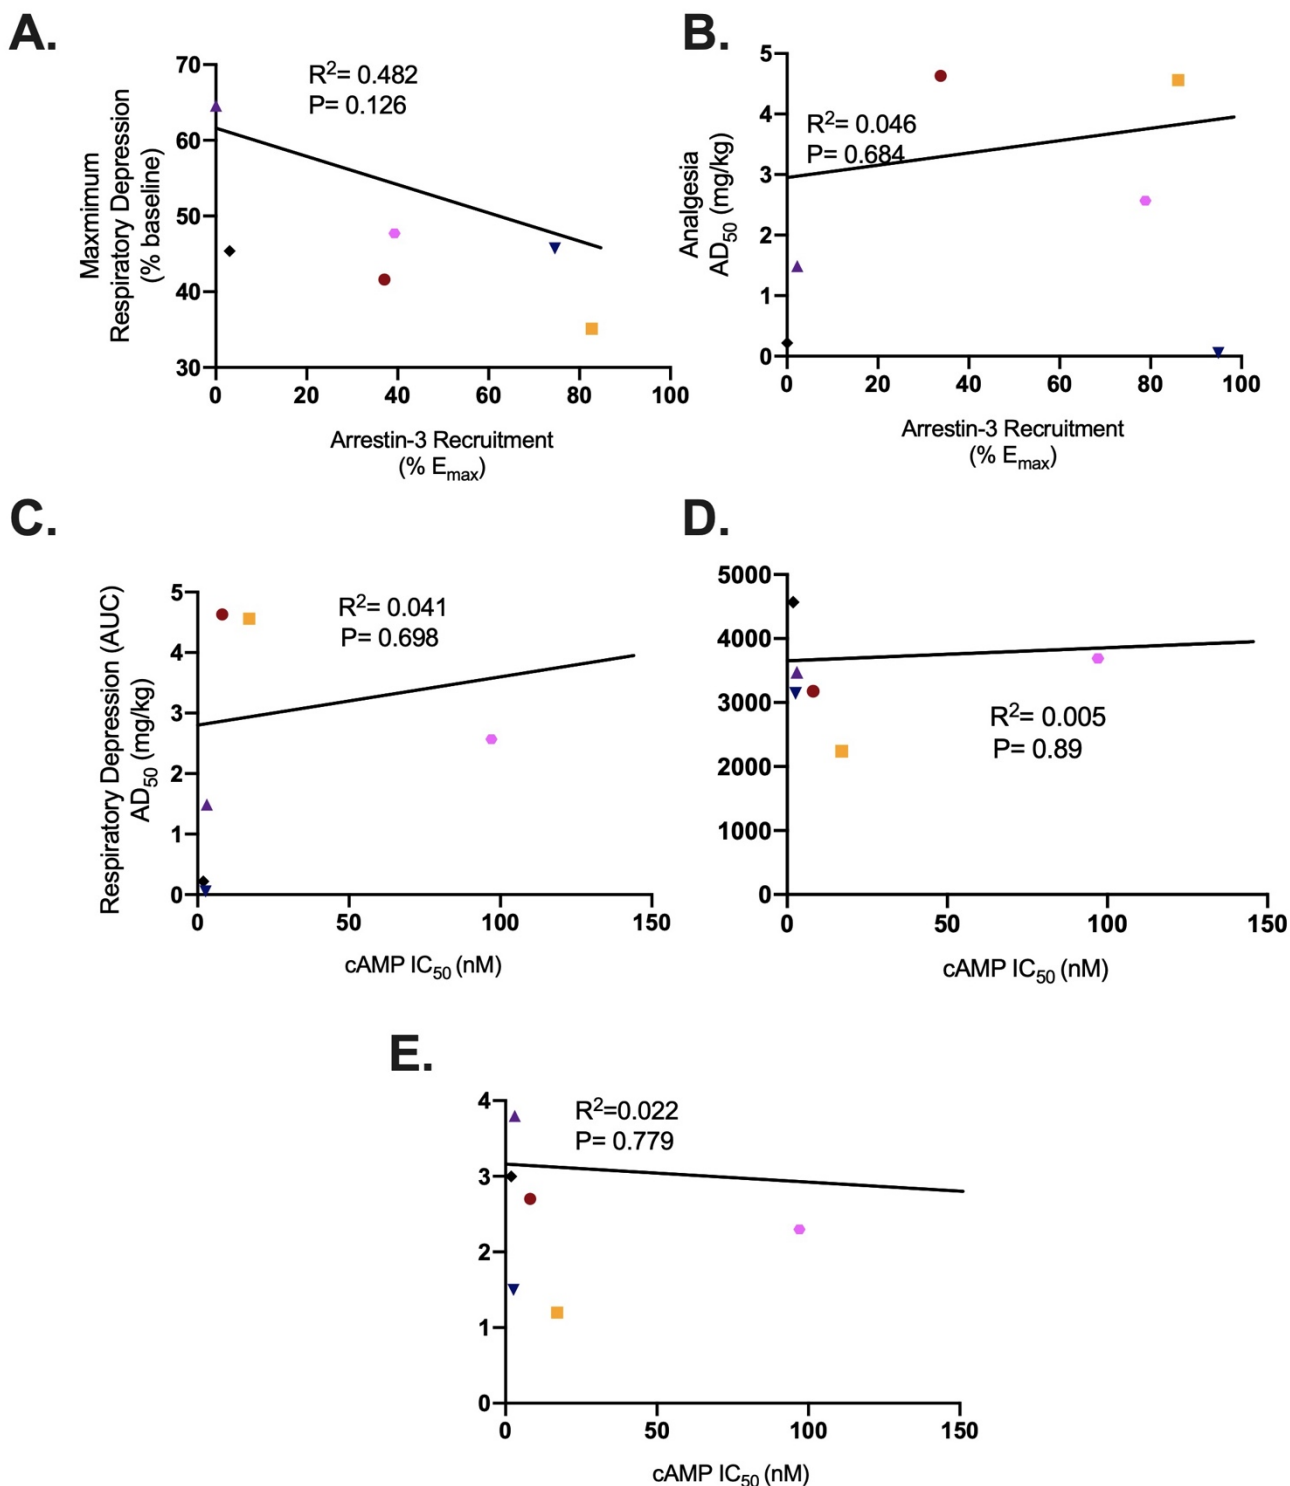 A.
Maxmimum
Respiratory Depression
(% baseline)
70
60
50
40
30
R2= 0.482
P= 0.126
0 20 40 60 80 100
Arrestin-3 Recruitment
(% Emax)
B.
Analgesia
AD50 (mg/kg)
5
4
3
2
1
0
R2= 0.046
P= 0.684
0 20 40 60 80 100
Arrestin-3 Recruitment
(% Emax)
C.
Respiratory Depression (AUC)
AD50 (mg/kg)
5
4
3
2
1
0
R2= 0.041
P= 0.698
0 50 100 150
cAMP IC50 (nM)
D.
5000
4000
3000
2000
1000
0
R2= 0.005
P= 0.89
0 50 100 150
cAMP IC50 (nM)
E.
4
3
2
1
0
R2=0.022
P= 0.779
0 50 100 150
cAMP IC50 (nM)